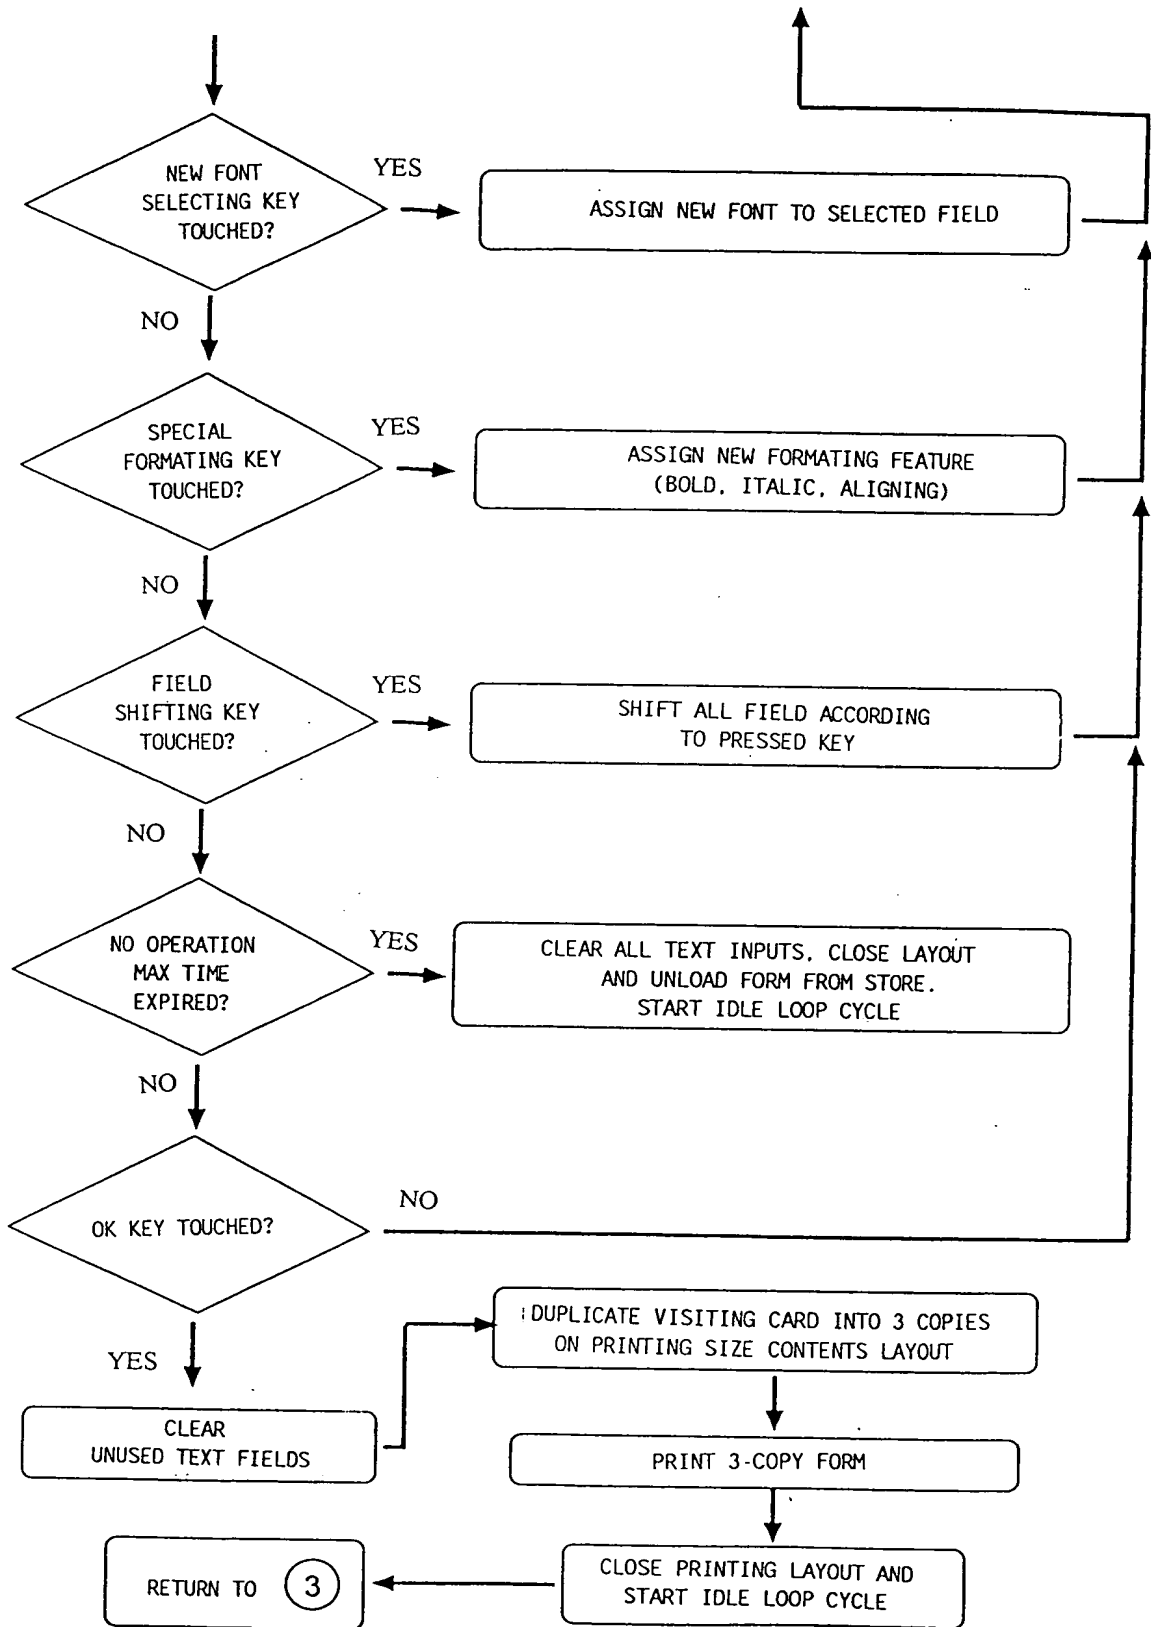 NEW FONT
SELECTING KEY
TOUCHED?
YES
ASSIGN NEW FONT TO SELECTED FIELD
NO
SPECIAL
FORMATING KEY
TOUCHED?
YES
ASSIGN NEW FORMATING FEATURE
(BOLD, ITALIC, ALIGNING)
NO
FIELD
SHIFTING KEY
TOUCHED?
YES
SHIFT ALL FIELD ACCORDING
TO PRESSED KEY
NO
NO OPERATION
MAX TIME
EXPIRED?
YES
CLEAR ALL TEXT INPUTS, CLOSE LAYOUT
AND UNLOAD FORM FROM STORE.
START IDLE LOOP CYCLE
NO
OK KEY TOUCHED?
NO
YES
CLEAR
UNUSED TEXT FIELDS
DUPLICATE VISITING CARD INTO 3 COPIES
ON PRINTING SIZE CONTENTS LAYOUT
PRINT 3-COPY FORM
CLOSE PRINTING LAYOUT AND
START IDLE LOOP CYCLE
RETURN TO 3